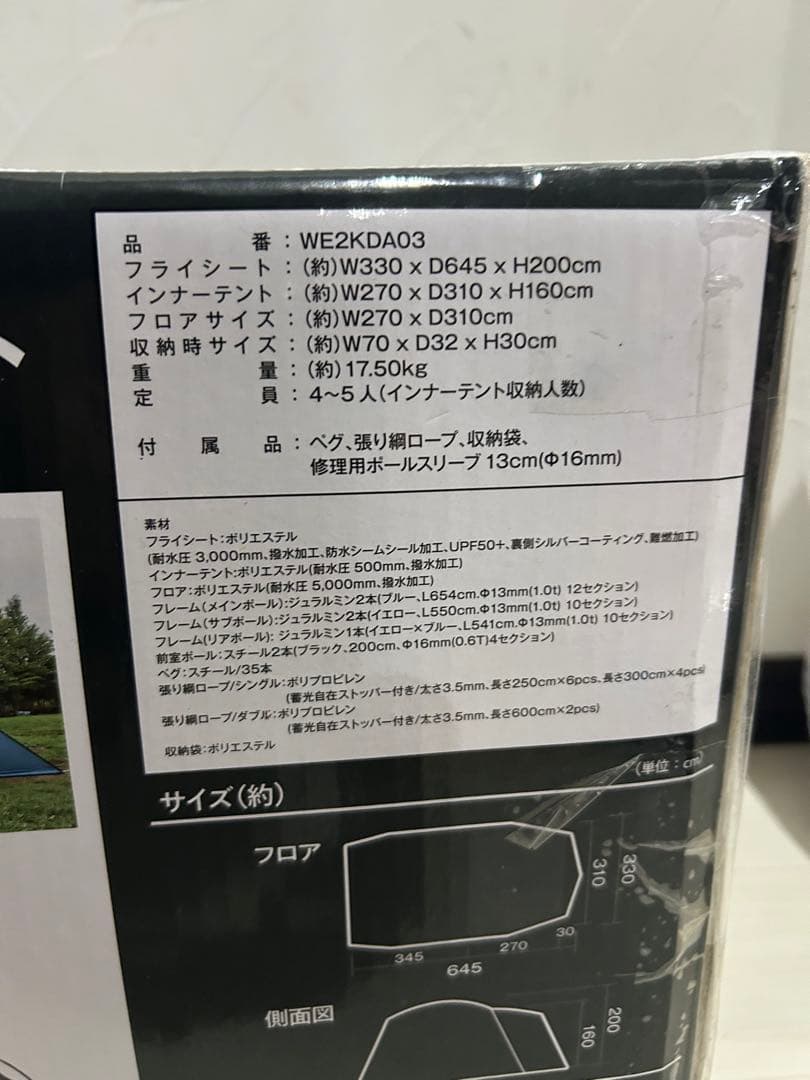 品番：WE2KDA03
フライシート：(約)W330 x D645 x H200cm
インナーテント：(約)W270 x D310 x H160cm
フロアサイズ：(約)W270 x D310cm
収納時サイズ：(約)W70 x D32 x H30cm
重量：(約)17.50kg
定員：4～5人(インナーテント収納人数)
付属品：ペグ、張り綱ロープ、収納袋、
修理用ポールスリーブ 13cm(Φ16mm)
素材
フライシート：ポリエステル
(耐水圧 3,000mm、撥水加工、防水シームシール加工、UPF50+、裏側シルバーコーティング、難燃加工)
インナーテント：ポリエステル(耐水圧 500mm、撥水加工)
フロア：ポリエステル(耐水圧 5,000mm、撥水加工)
フレーム(メインポール)：ジュラルミン2本(ブルー、L654cm.Φ13mm(1.0t) 12セクション)
フレーム(サブポール)：ジュラルミン2本(イエロー、L550cm.Φ13mm(1.0t) 10セクション)
フレーム(リアポール)：ジュラルミン1本(イエロー×ブルー、L541cm.Φ13mm(1.0t) 10セクション)
前室ポール：スチール2本(ブラック、200cm、Φ16mm(0.6T)4セクション)
ペグ：スチール/35本
張り綱ロープ/シングル：ポリプロピレン
(蓄光自在ストッパー付き/太さ3.5mm、長さ250cm×6pcs、長さ300cm×4pcs)
張り綱ロープ/ダブル：ポリプロピレン
(蓄光自在ストッパー付き/太さ3.5mm、長さ600cm×2pcs)
収納袋：ポリエステル
サイズ(約)
(単位：cm)
フロア
310
330
30
270
345
645
側面図
160
200